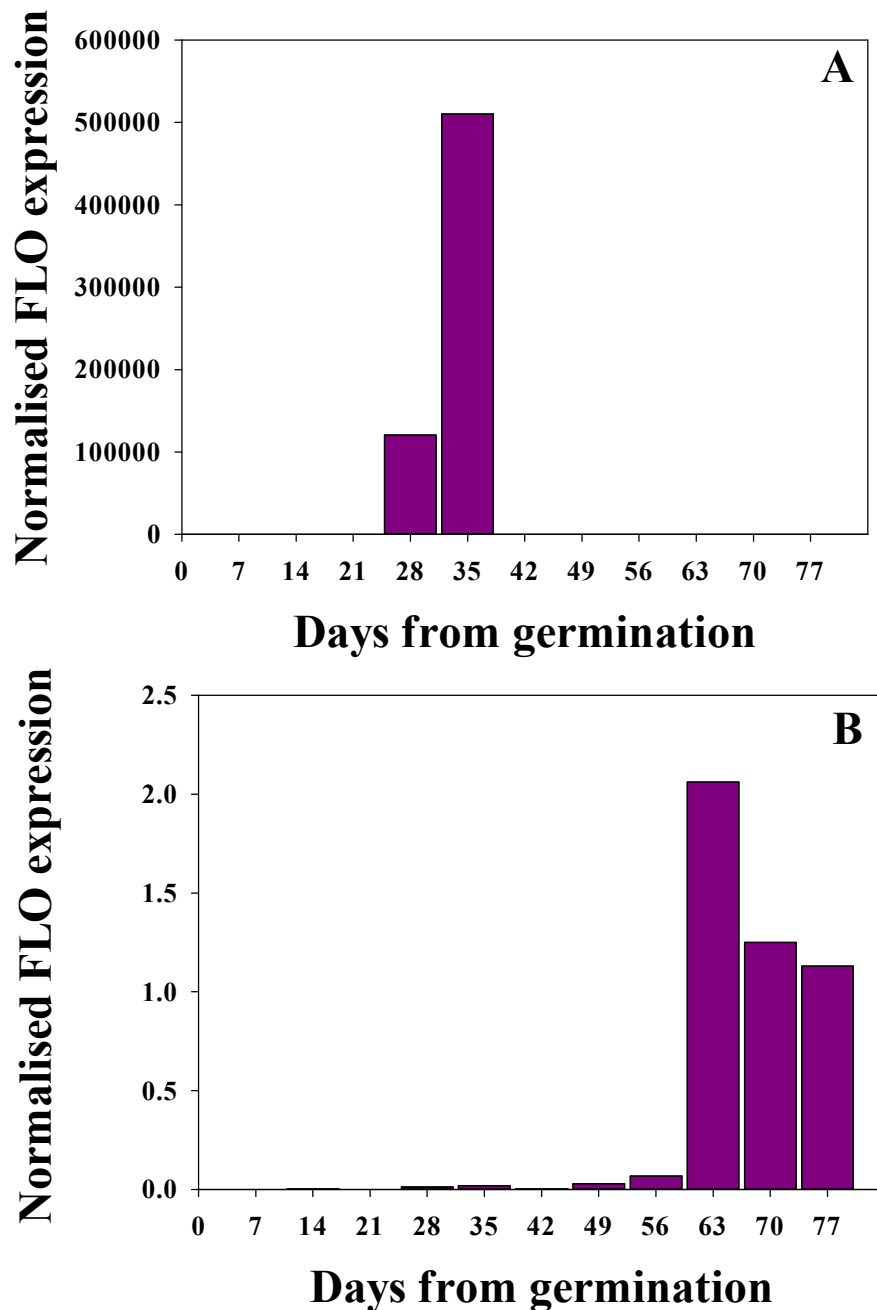 Normalised FLO expression
A
600000
500000
400000
300000
200000
100000
0
0 7 14 21 28 35 42 49 56 63 70 77
Days from germination
Normalised FLO expression
B
2.5
2.0
1.5
1.0
0.5
0.0
0 7 14 21 28 35 42 49 56 63 70 77
Days from germination